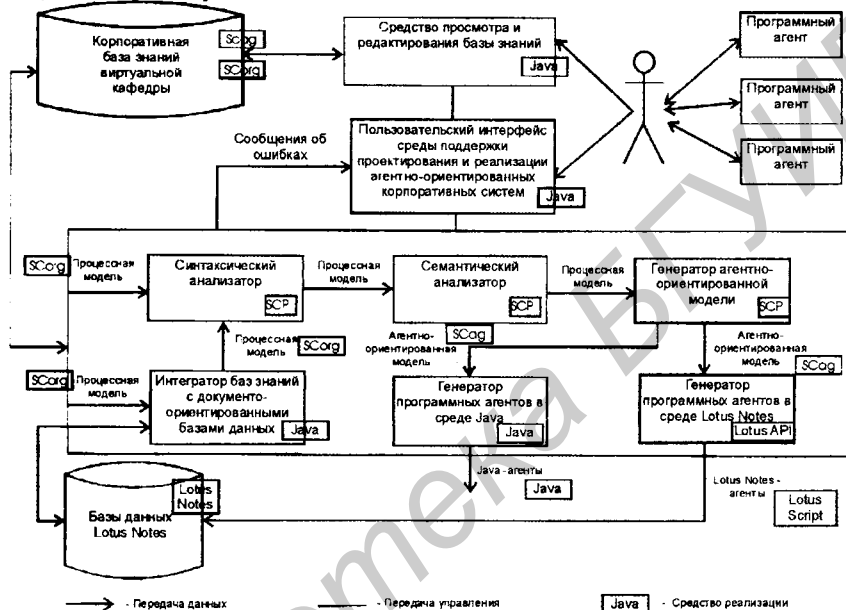 Корпоративная
база знаний
виртуальной
кафедры
SCag
SCorg
Средство просмотра и
редактирования базы знаний
Java
Программный
агент
Программный
агент
Программный
агент
Сообщения об
ошибках
Пользовательский интерфейс
среды поддержки
проектирования и реализации
агентно-ориентированных
корпоративных систем
Java
SCorg
Процессная
модель
Синтаксический
анализатор
SCP
Процессная
модель
Семантический
анализатор
SCP
Процессная
модель
Генератор агентно-
ориентированной
модели
SCP
Процессная
модель
SCorg
Агентно-
ориентированная
модель
SCag
Агентно-
ориентированная
модель
SCag
SCorg
Процессная
модель
Интегратор баз знаний
с документо-
ориентированными
базами данных
Java
Генератор
программных агентов в
среде Java
Java
Генератор
программных агентов в
среде Lotus Notes
Lotus API
Java-агенты
Java
Lotus Notes -
агенты
Lotus
Script
Lotus
Notes
Базы данных
Lotus Notes
- Передача данных
- Передача управления
Java - Средство реализации